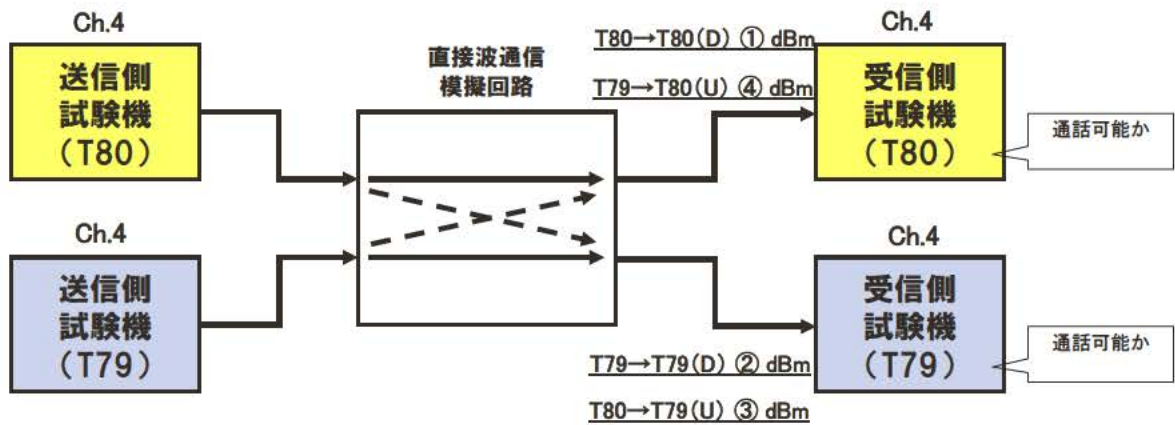 Ch.4
送信側
試験機
(T80)
直接波通信
模擬回路
T80→T80(D) ① dBm
T79→T80(U) ④ dBm
Ch.4
受信側
試験機
(T80)
通話可能か
Ch.4
送信側
試験機
(T79)
Ch.4
受信側
試験機
(T79)
通話可能か
T79→T79(D) ② dBm
T80→T79(U) ③ dBm